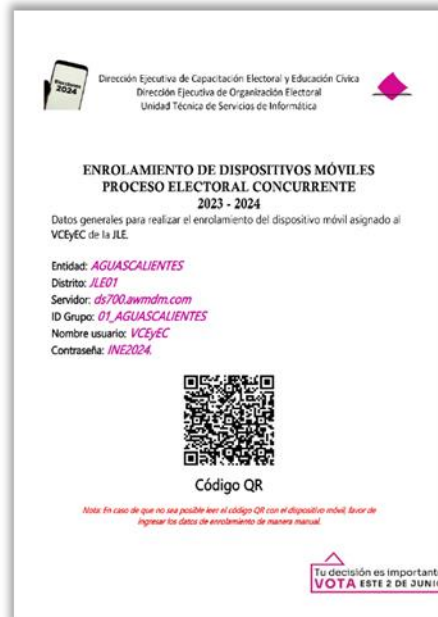 Elecciones
2024
Dirección Ejecutiva de Capacitación Electoral y Educación Cívica
Dirección Ejecutiva de Organización Electoral
Unidad Técnica de Servicios de Informática
ENROLAMIENTO DE DISPOSITIVOS MÓVILES
PROCESO ELECTORAL CONCURRENTE
2023 - 2024
Datos generales para realizar el enrolamiento del dispositivo móvil asignado al
VCEyEC de la JLE.
Entidad: AGUASCALIENTES
Distrito: JLE01
Servidor: ds700.awmdm.com
ID Grupo: 01_AGUASCALIENTES
Nombre usuario: VCEyEC
Contraseña: INE2024.
Código QR
Nota: En caso de que no sea posible leer el código QR con el dispositivo móvil, favor de
ingresar los datos de enrolamiento de manera manual.
Tu decisión es importante
VOTA ESTE 2 DE JUNIO